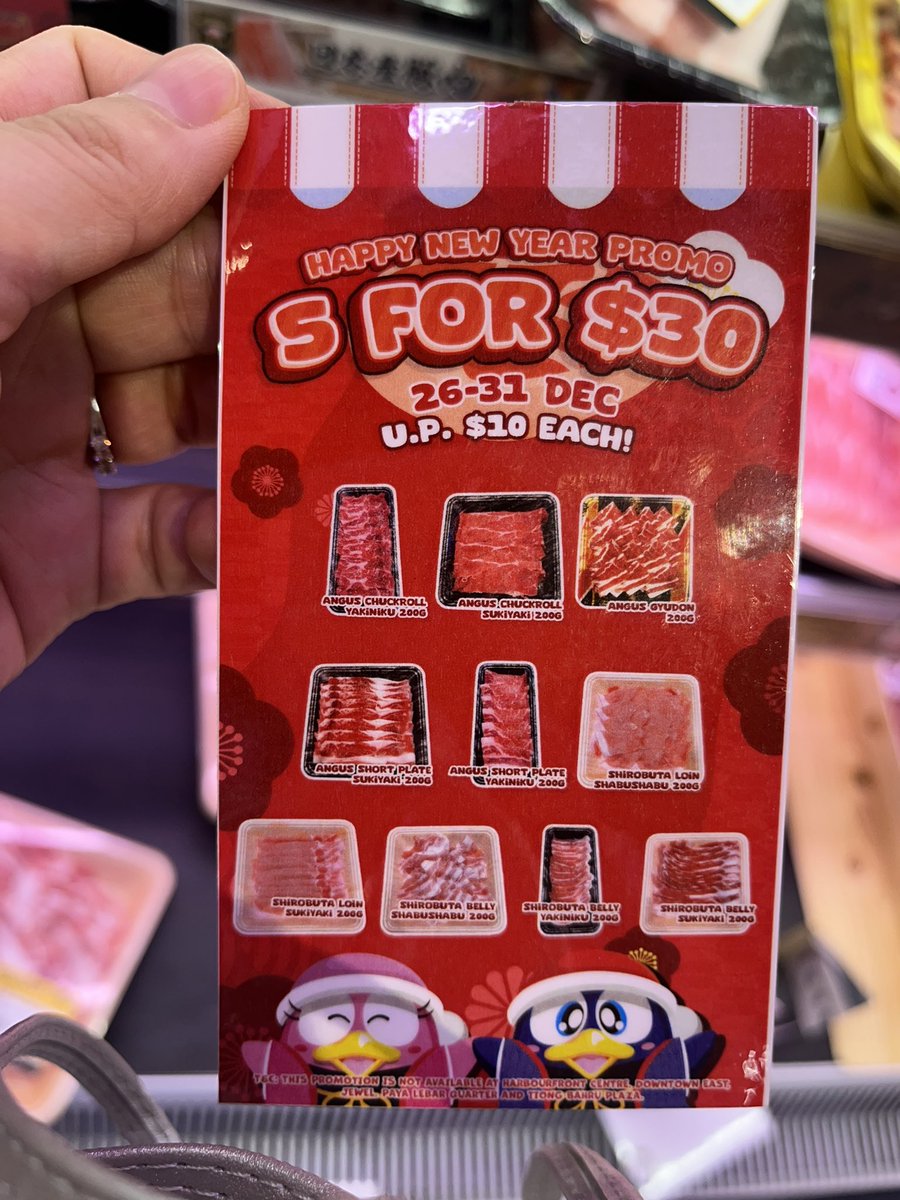 HAPPY NEW YEAR PROMO
5 FOR $30
26-31 DEC
U.P. $10 EACH!
ANGUS CHUCKROLL
YAKINIKU 200G
ANGUS CHUCKROLL
SUKIYAKI 200G
ANGUS GYUDON
200G
ANGUS SHORT PLATE
SUKIYAKI 200G
ANGUS SHORT PLATE
YAKINIKU 200G
SHIROBUTA LOIN
SHABUSHABU 200G
SHIROBUTA LOIN
SUKIYAKI 200G
SHIROBUTA BELLY
SHABUSHABU 200G
SHIROBUTA BELLY
YAKINIKU 200G
SHIROBUTA BELLY
SUKIYAKI 200G
T&C: THIS PROMOTION IS NOT AVAILABLE AT HARBOURFRONT CENTRE, DOWNTOWN EAST,
JEWEL, PAYA LEBAR QUARTER AND TIONG BAHRU PLAZA.